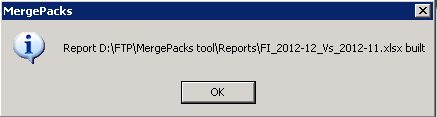 MergePacks
Report D:\FTP\MergePacks tool\Reports\FI_2012-12_Vs_2012-11.xlsx built
OK